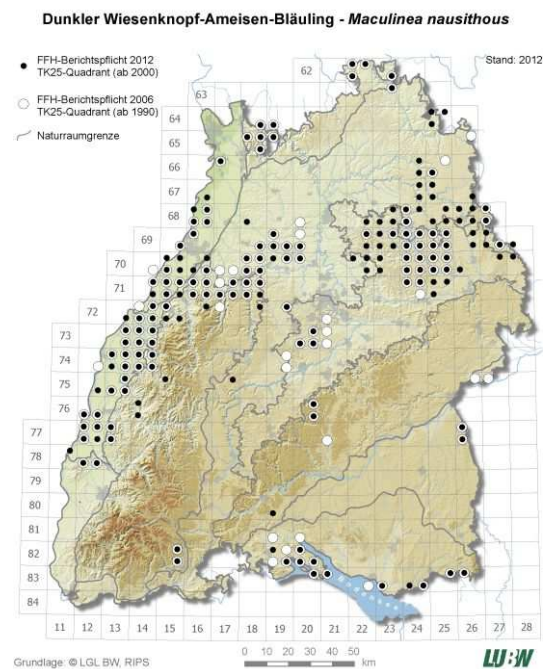 Dunkler Wiesenknopf-Ameisen-Bläuling - Maculinea nausithous
FFH-Berichtspflicht 2012
TK25-Quadrant (ab 2000)
Stand: 2012
FFH-Berichtspflicht 2006
TK25-Quadrant (ab 1990)
Naturraumgrenze
62
63
64
65
66
67
68
69
70
71
72
73
74
75
76
77
78
79
80
81
82
83
84
11 12 13 14 15 16 17 18 19 20 21 22 23 24 25 26 27 28
Grundlage: © LGL BW, RIPS
0 10 20 30 40 50 km
LUBW